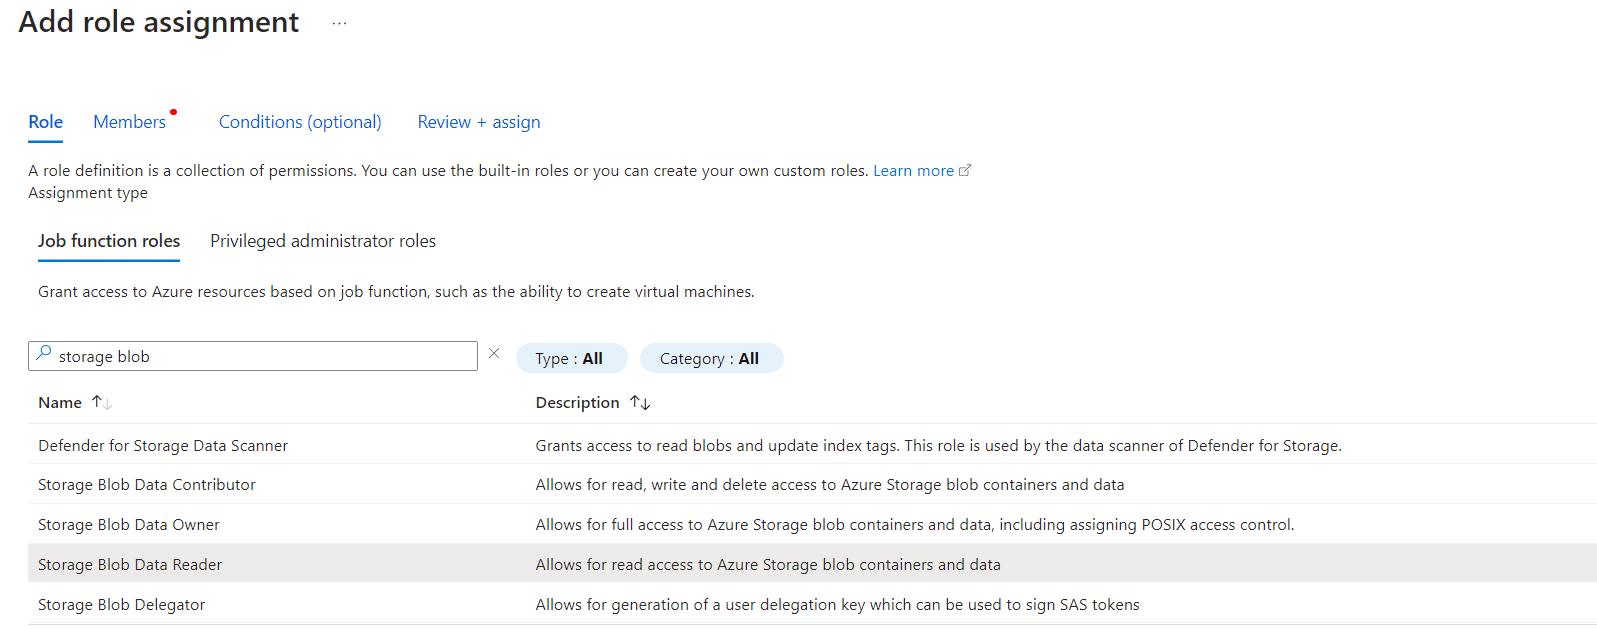 Add role assignment ...
Role Members Conditions (optional) Review + assign
A role definition is a collection of permissions. You can use the built-in roles or you can create your own custom roles. Learn more
Assignment type
Job function roles Privileged administrator roles
Grant access to Azure resources based on job function, such as the ability to create virtual machines.
storage blob Type : All Category : All
Name Description
Defender for Storage Data Scanner Grants access to read blobs and update index tags. This role is used by the data scanner of Defender for Storage.
Storage Blob Data Contributor Allows for read, write and delete access to Azure Storage blob containers and data
Storage Blob Data Owner Allows for full access to Azure Storage blob containers and data, including assigning POSIX access control.
Storage Blob Data Reader Allows for read access to Azure Storage blob containers and data
Storage Blob Delegator Allows for generation of a user delegation key which can be used to sign SAS tokens